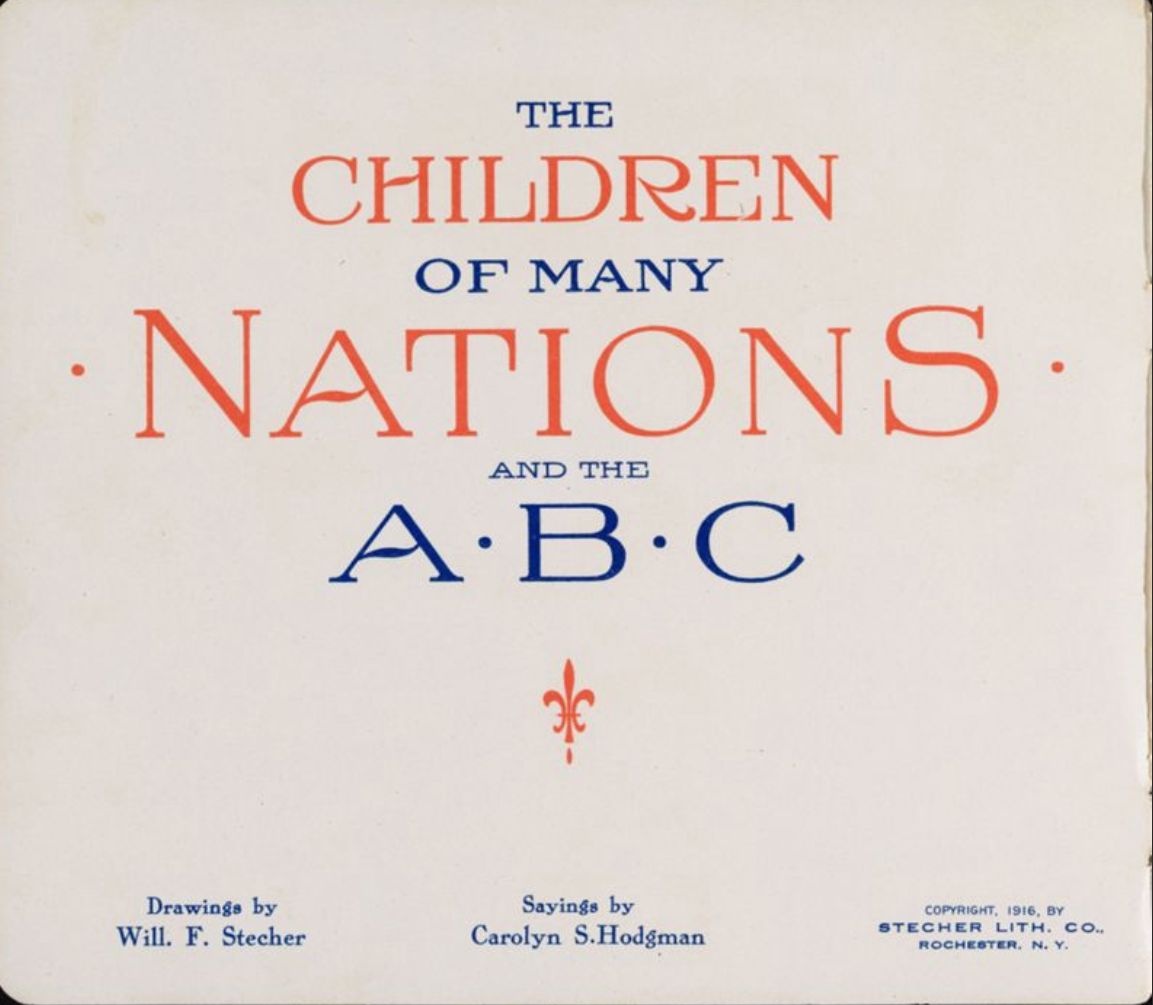 THE
CHILDREN
OF MANY
· NATIONS ·
AND THE
A·B·C
Drawings by
Will. F. Stecher
Sayings by
Carolyn S.Hodgman
COPYRIGHT, 1916, BY
STECHER LITH. CO.,
ROCHESTER. N. Y.